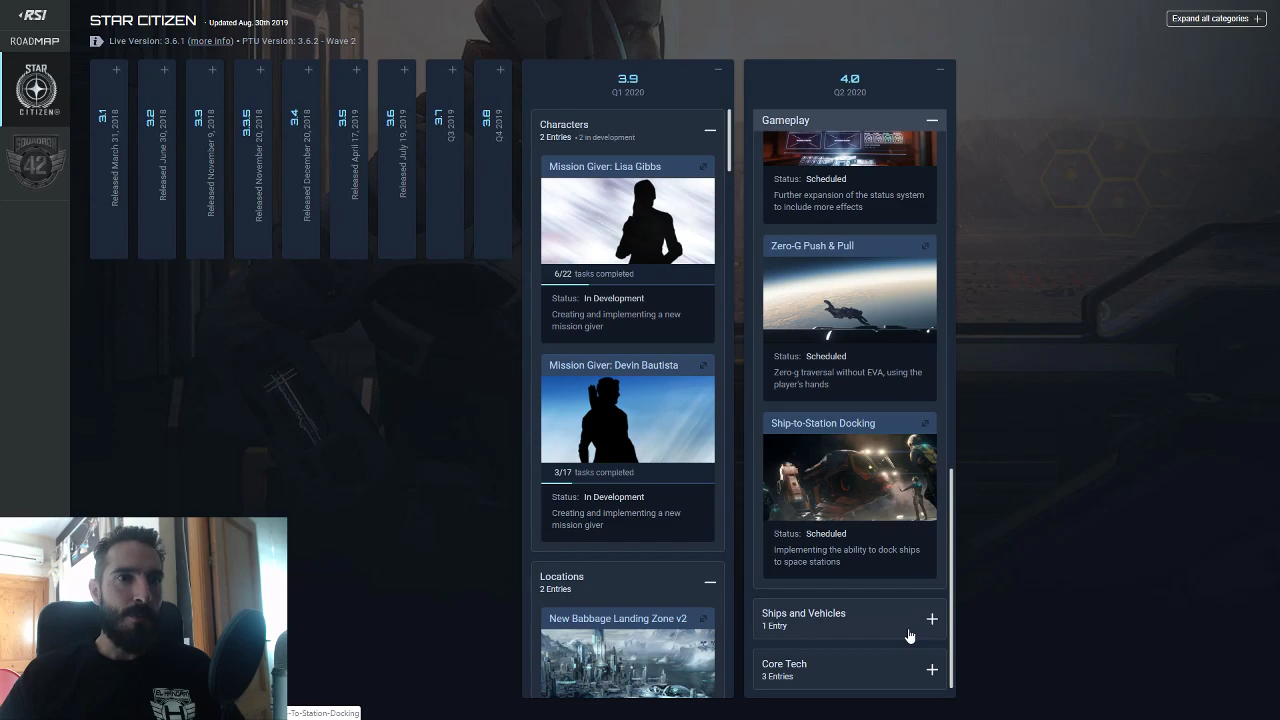 RSI
ROADMAP
STAR CITIZEN
SQUADRON
42
STAR CITIZEN • Updated Aug. 30th 2019
Live Version: 3.6.1 (more info) • PTU Version: 3.6.2 - Wave 2
Expand all categories +
3.1 Released March 31, 2018
3.2 Released June 30, 2018
3.3 Released November 9, 2018
3.3.5 Released November 20, 2018
3.4 Released December 20, 2018
3.5 Released April 17, 2019
3.6 Released July 19, 2019
3.7 Q3 2019
3.8 Q4 2019
3.9
Q1 2020
Characters
2 Entries • 2 in development
Mission Giver: Lisa Gibbs
6/22 tasks completed
Status: In Development
Creating and implementing a new
mission giver
Mission Giver: Devin Bautista
3/17 tasks completed
Status: In Development
Creating and implementing a new
mission giver
Locations
2 Entries
New Babbage Landing Zone v2
4.0
Q2 2020
Gameplay
Status: Scheduled
Further expansion of the status system
to include more effects
Zero-G Push & Pull
Status: Scheduled
Zero-g traversal without EVA, using the
player's hands
Ship-to-Station Docking
Status: Scheduled
Implementing the ability to dock ships
to space stations
Ships and Vehicles
1 Entry
Core Tech
3 Entries
-To-Station-Docking